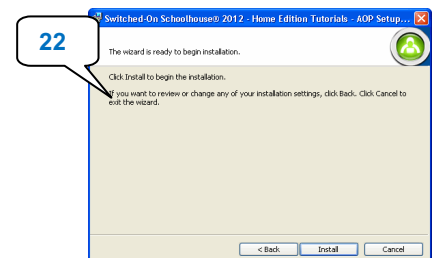 Switched-On Schoolhouse® 2012 - Home Edition Tutorials - AOP Setup...
22
The wizard is ready to begin installation.
Click Install to begin the installation.
If you want to review or change any of your installation settings, click Back. Click Cancel to
exit the wizard.
< Back Install Cancel